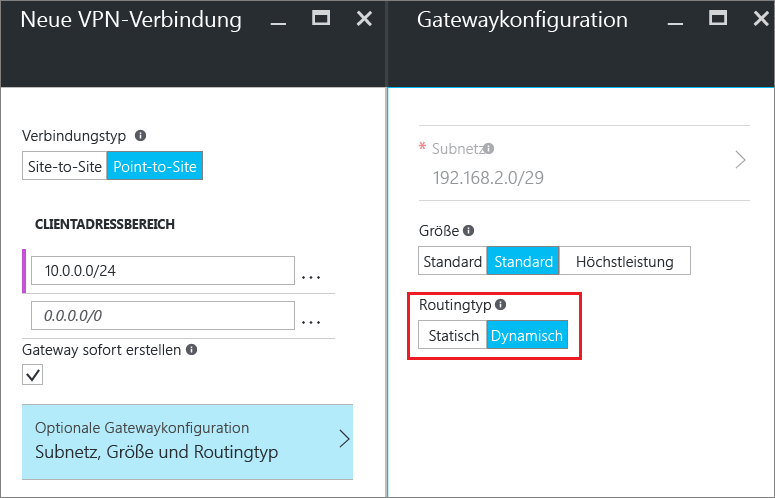 Neue VPN-Verbindung
Verbindungstyp
Site-to-Site Point-to-Site
CLIENTADRESSBEREICH
10.0.0.0/24 ...
0.0.0.0/0 ...
Gateway sofort erstellen
Optionale Gatewaykonfiguration
Subnetz, Größe und Routingtyp
Gatewaykonfiguration
* Subnetz
192.168.2.0/29
Größe
Standard Standard Höchstleistung
Routingtyp
Statisch Dynamisch